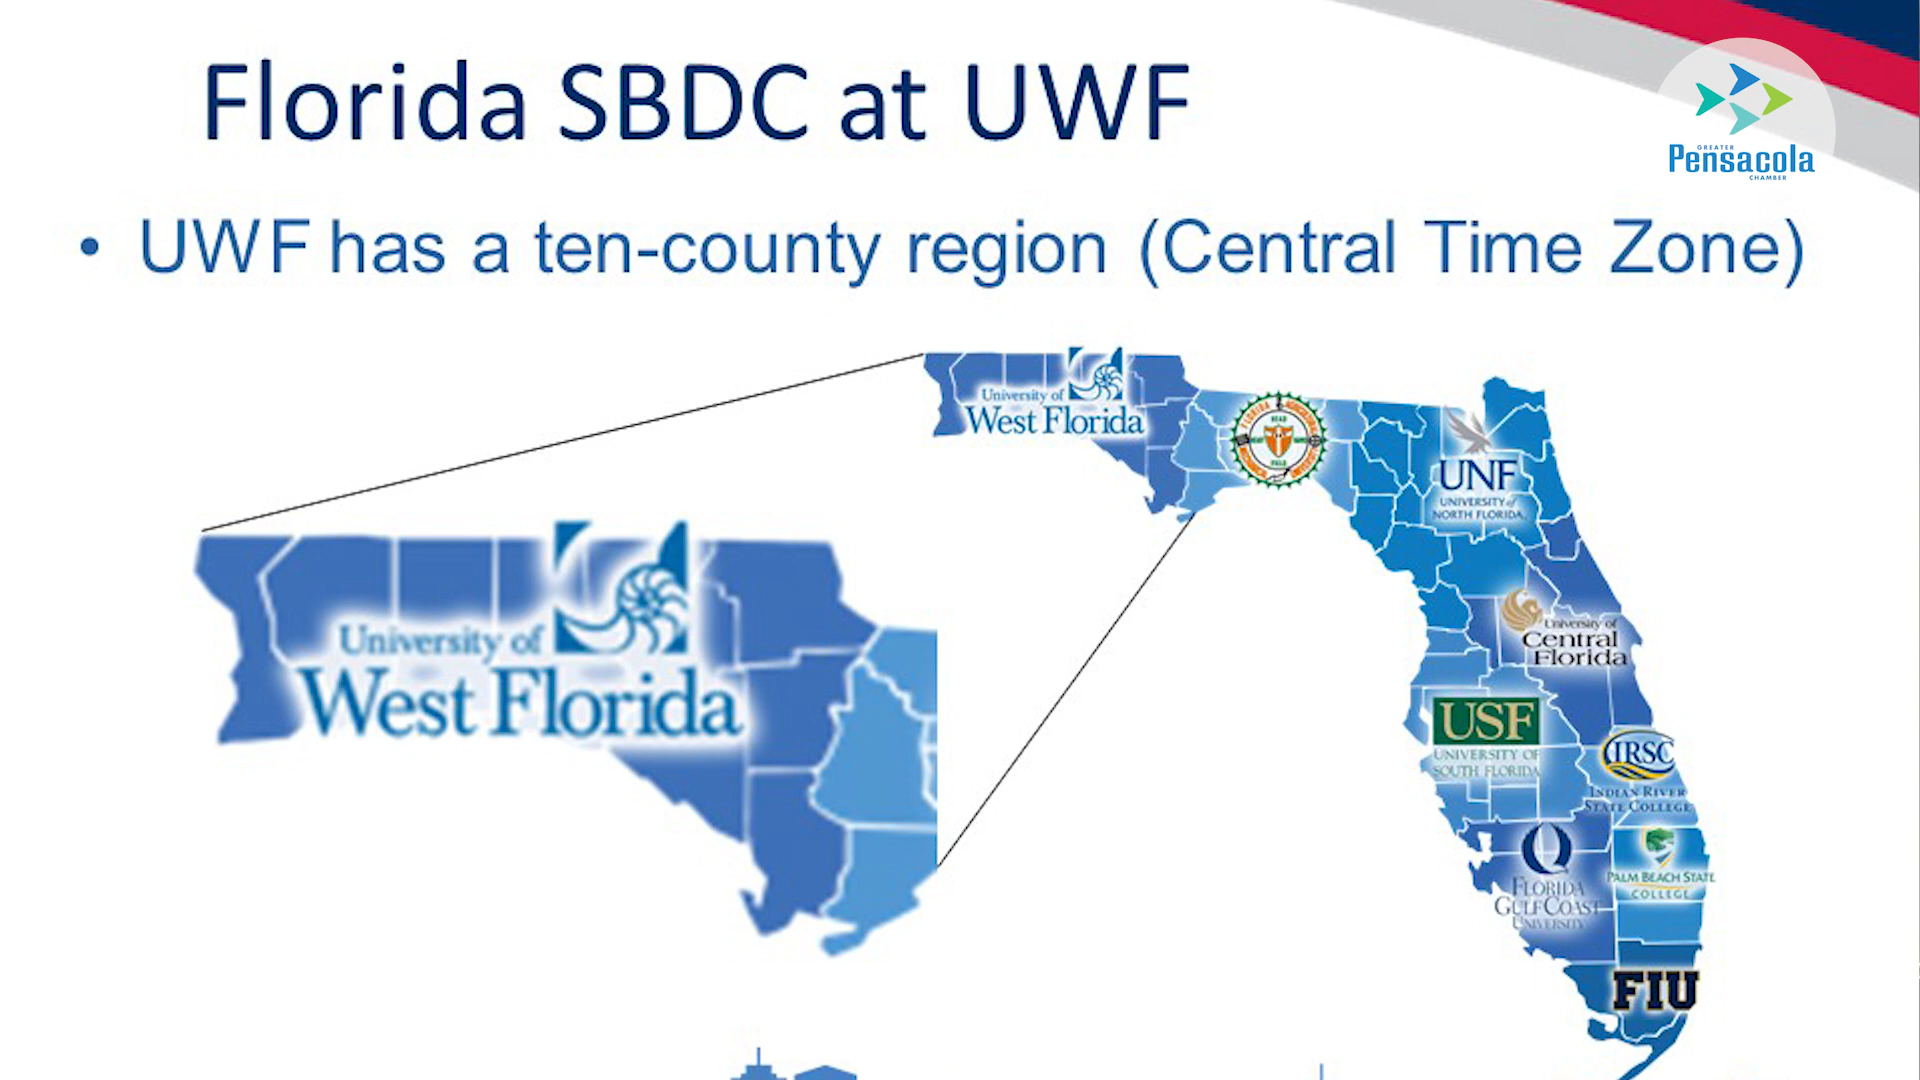 Florida SBDC at UWF
GREATER
Pensacola
CHAMBER
• UWF has a ten-county region (Central Time Zone)
University of
West Florida
UNF
UNIVERSITY of
NORTH FLORIDA
University of
West Florida
University of
Central
Florida
USF
UNIVERSITY OF
SOUTH FLORIDA
IRSC
INDIAN RIVER
STATE COLLEGE
FLORIDA
GULF COAST
UNIVERSITY
PALM BEACH STATE
COLLEGE
FIU